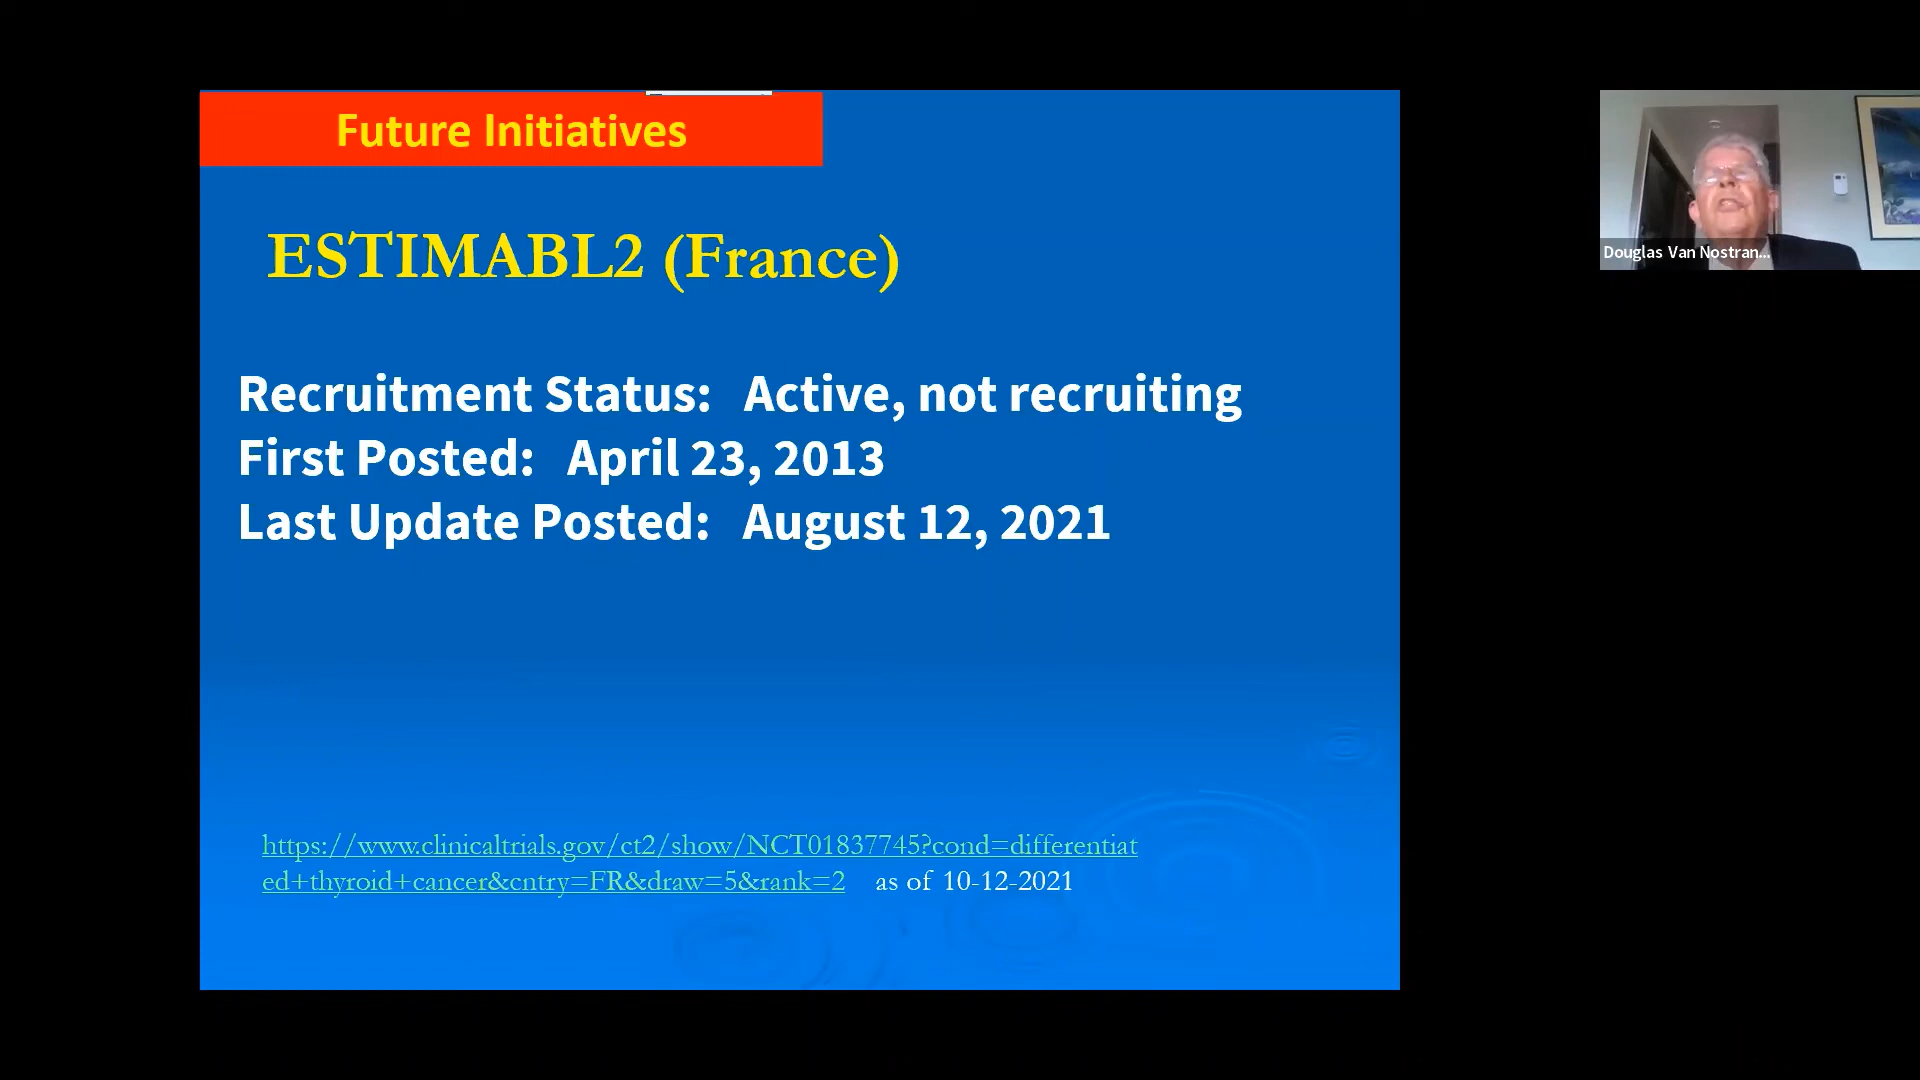 Future Initiatives
ESTIMABL2 (France)
Recruitment Status: Active, not recruiting
First Posted: April 23, 2013
Last Update Posted: August 12, 2021
https://www.clinicaltrials.gov/ct2/show/NCT01837745?cond=differentiat
ed+thyroid+cancer&cntry=FR&draw=5&rank=2 as of 10-12-2021
Douglas Van Nostran...